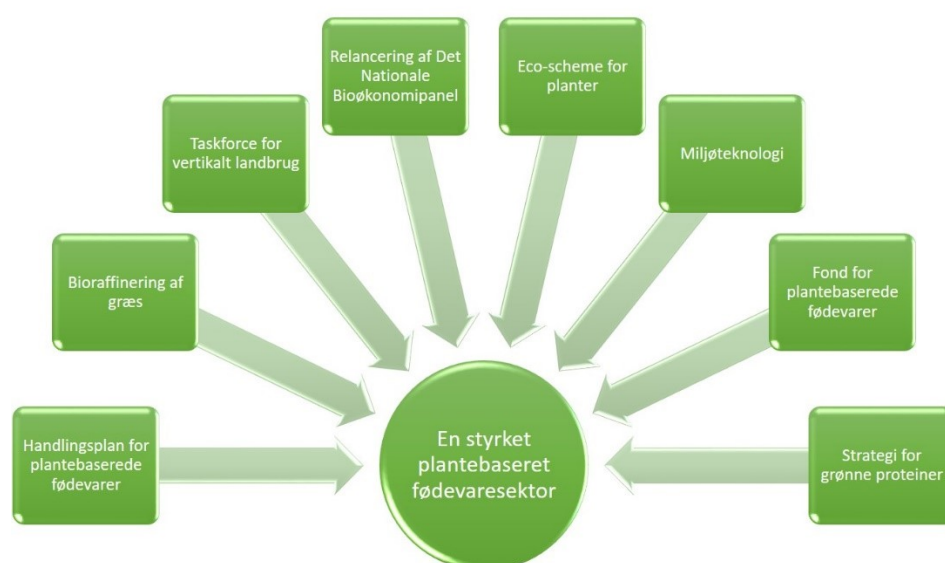 Relancering af Det
Nationale
Bioøkonomipanel
Eco-scheme for
planter
Taskforce for
vertikalt landbrug
Miljøteknologi
Bioraffinering af
græs
Fond for
plantebaserede
fødevarer
Handlingsplan for
plantebaserede
fødevarer
En styrket
plantebaseret
fødevaresektor
Strategi for
grønne proteiner